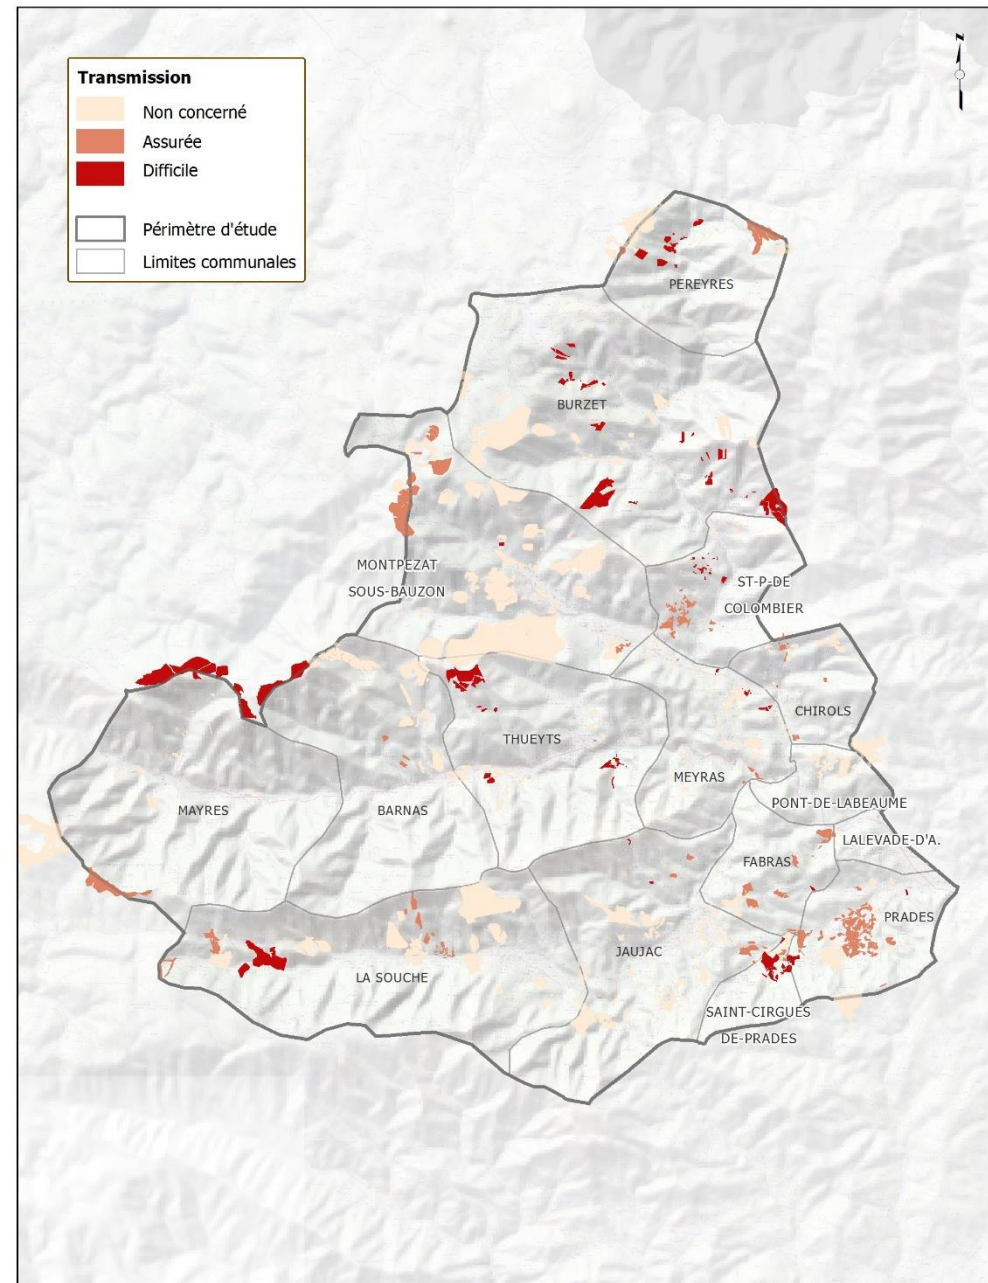 Transmission
Non concerné
Assurée
Difficile
Périmètre d'étude
Limites communales
N
PEREYRES
BURZET
MONTPEZAT
SOUS-BAUZON
ST-P-DE
COLOMBIER
CHIROLS
THUEYTS
MEYRAS
MAYRES
BARNAS
PONT-DE-LABEAUME
LALEVADE-D'A.
FABRAS
PRADES
JAUJAC
LA SOUCHE
SAINT-CIRGUES
DE-PRADES